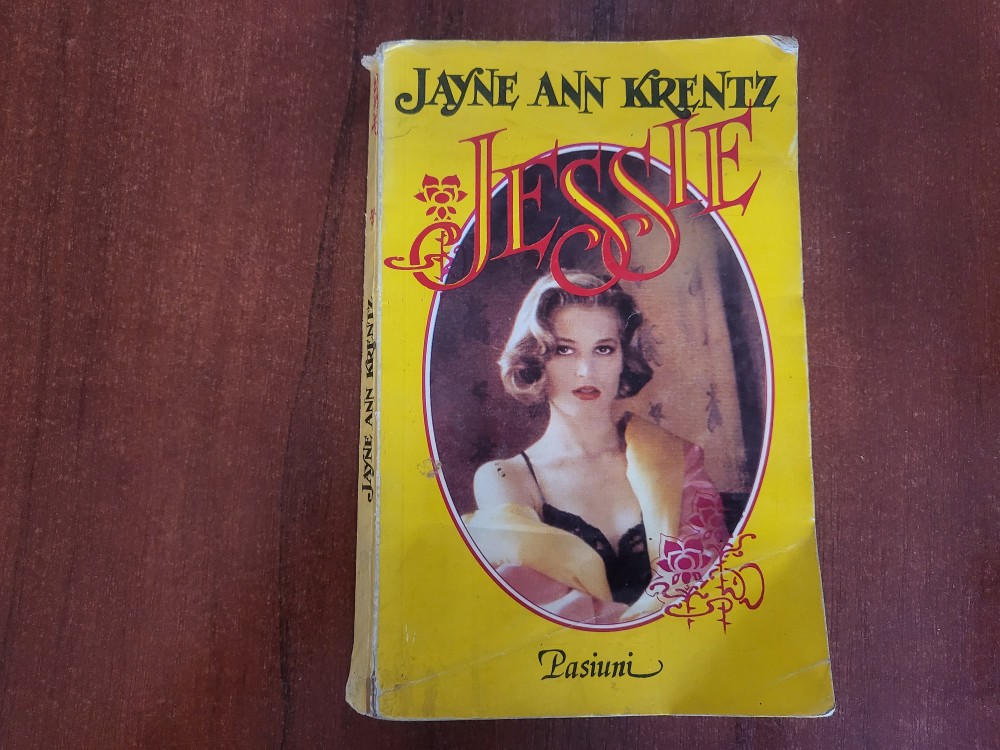 JAYNE ANN KRENTZ
JESSIE
Pasiuni
JAYNE ANN KRENTZ